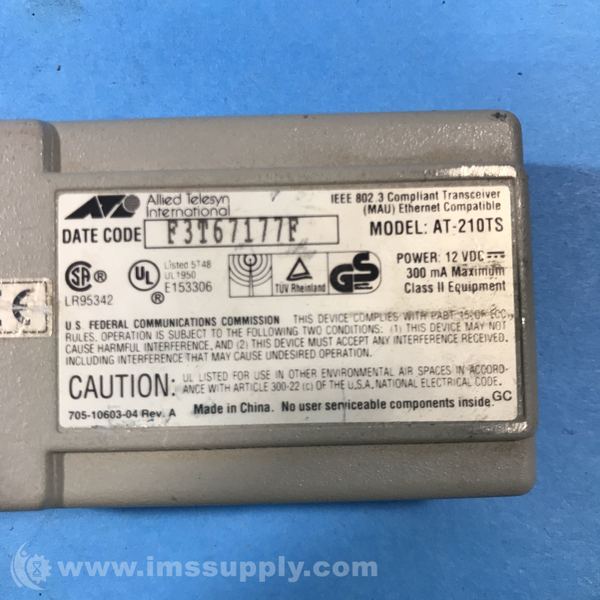 Allied Telesyn
International
IEEE 802.3 Compliant Transceiver
(MAU) Ethernet Compatible
DATE CODE F3T67177F
MODEL: AT-210TS
POWER: 12 VDC
300 mA Maximum
Class II Equipment
SA
LR95342
UL
Listed 5T48
UL1950
E153306
TÜV Rheinland
GS
CE
U.S. FEDERAL COMMUNICATIONS COMMISSION THIS DEVICE COMPLIES WITH PART 15 OF FCC
RULES. OPERATION IS SUBJECT TO THE FOLLOWING TWO CONDITIONS: (1) THIS DEVICE MAY NOT
CAUSE HARMFUL INTERFERENCE, AND (2) THIS DEVICE MUST ACCEPT ANY INTERFERENCE RECEIVED,
INCLUDING INTERFERENCE THAT MAY CAUSE UNDESIRED OPERATION.
CAUTION: UL LISTED FOR USE IN OTHER ENVIRONMENTAL AIR SPACES IN ACCORD-
ANCE WITH ARTICLE 300-22 (c) OF THE U.S.A. NATIONAL ELECTRICAL CODE.
705-10603-04 Rev. A Made in China. No user serviceable components inside. GC
www.imssupply.com